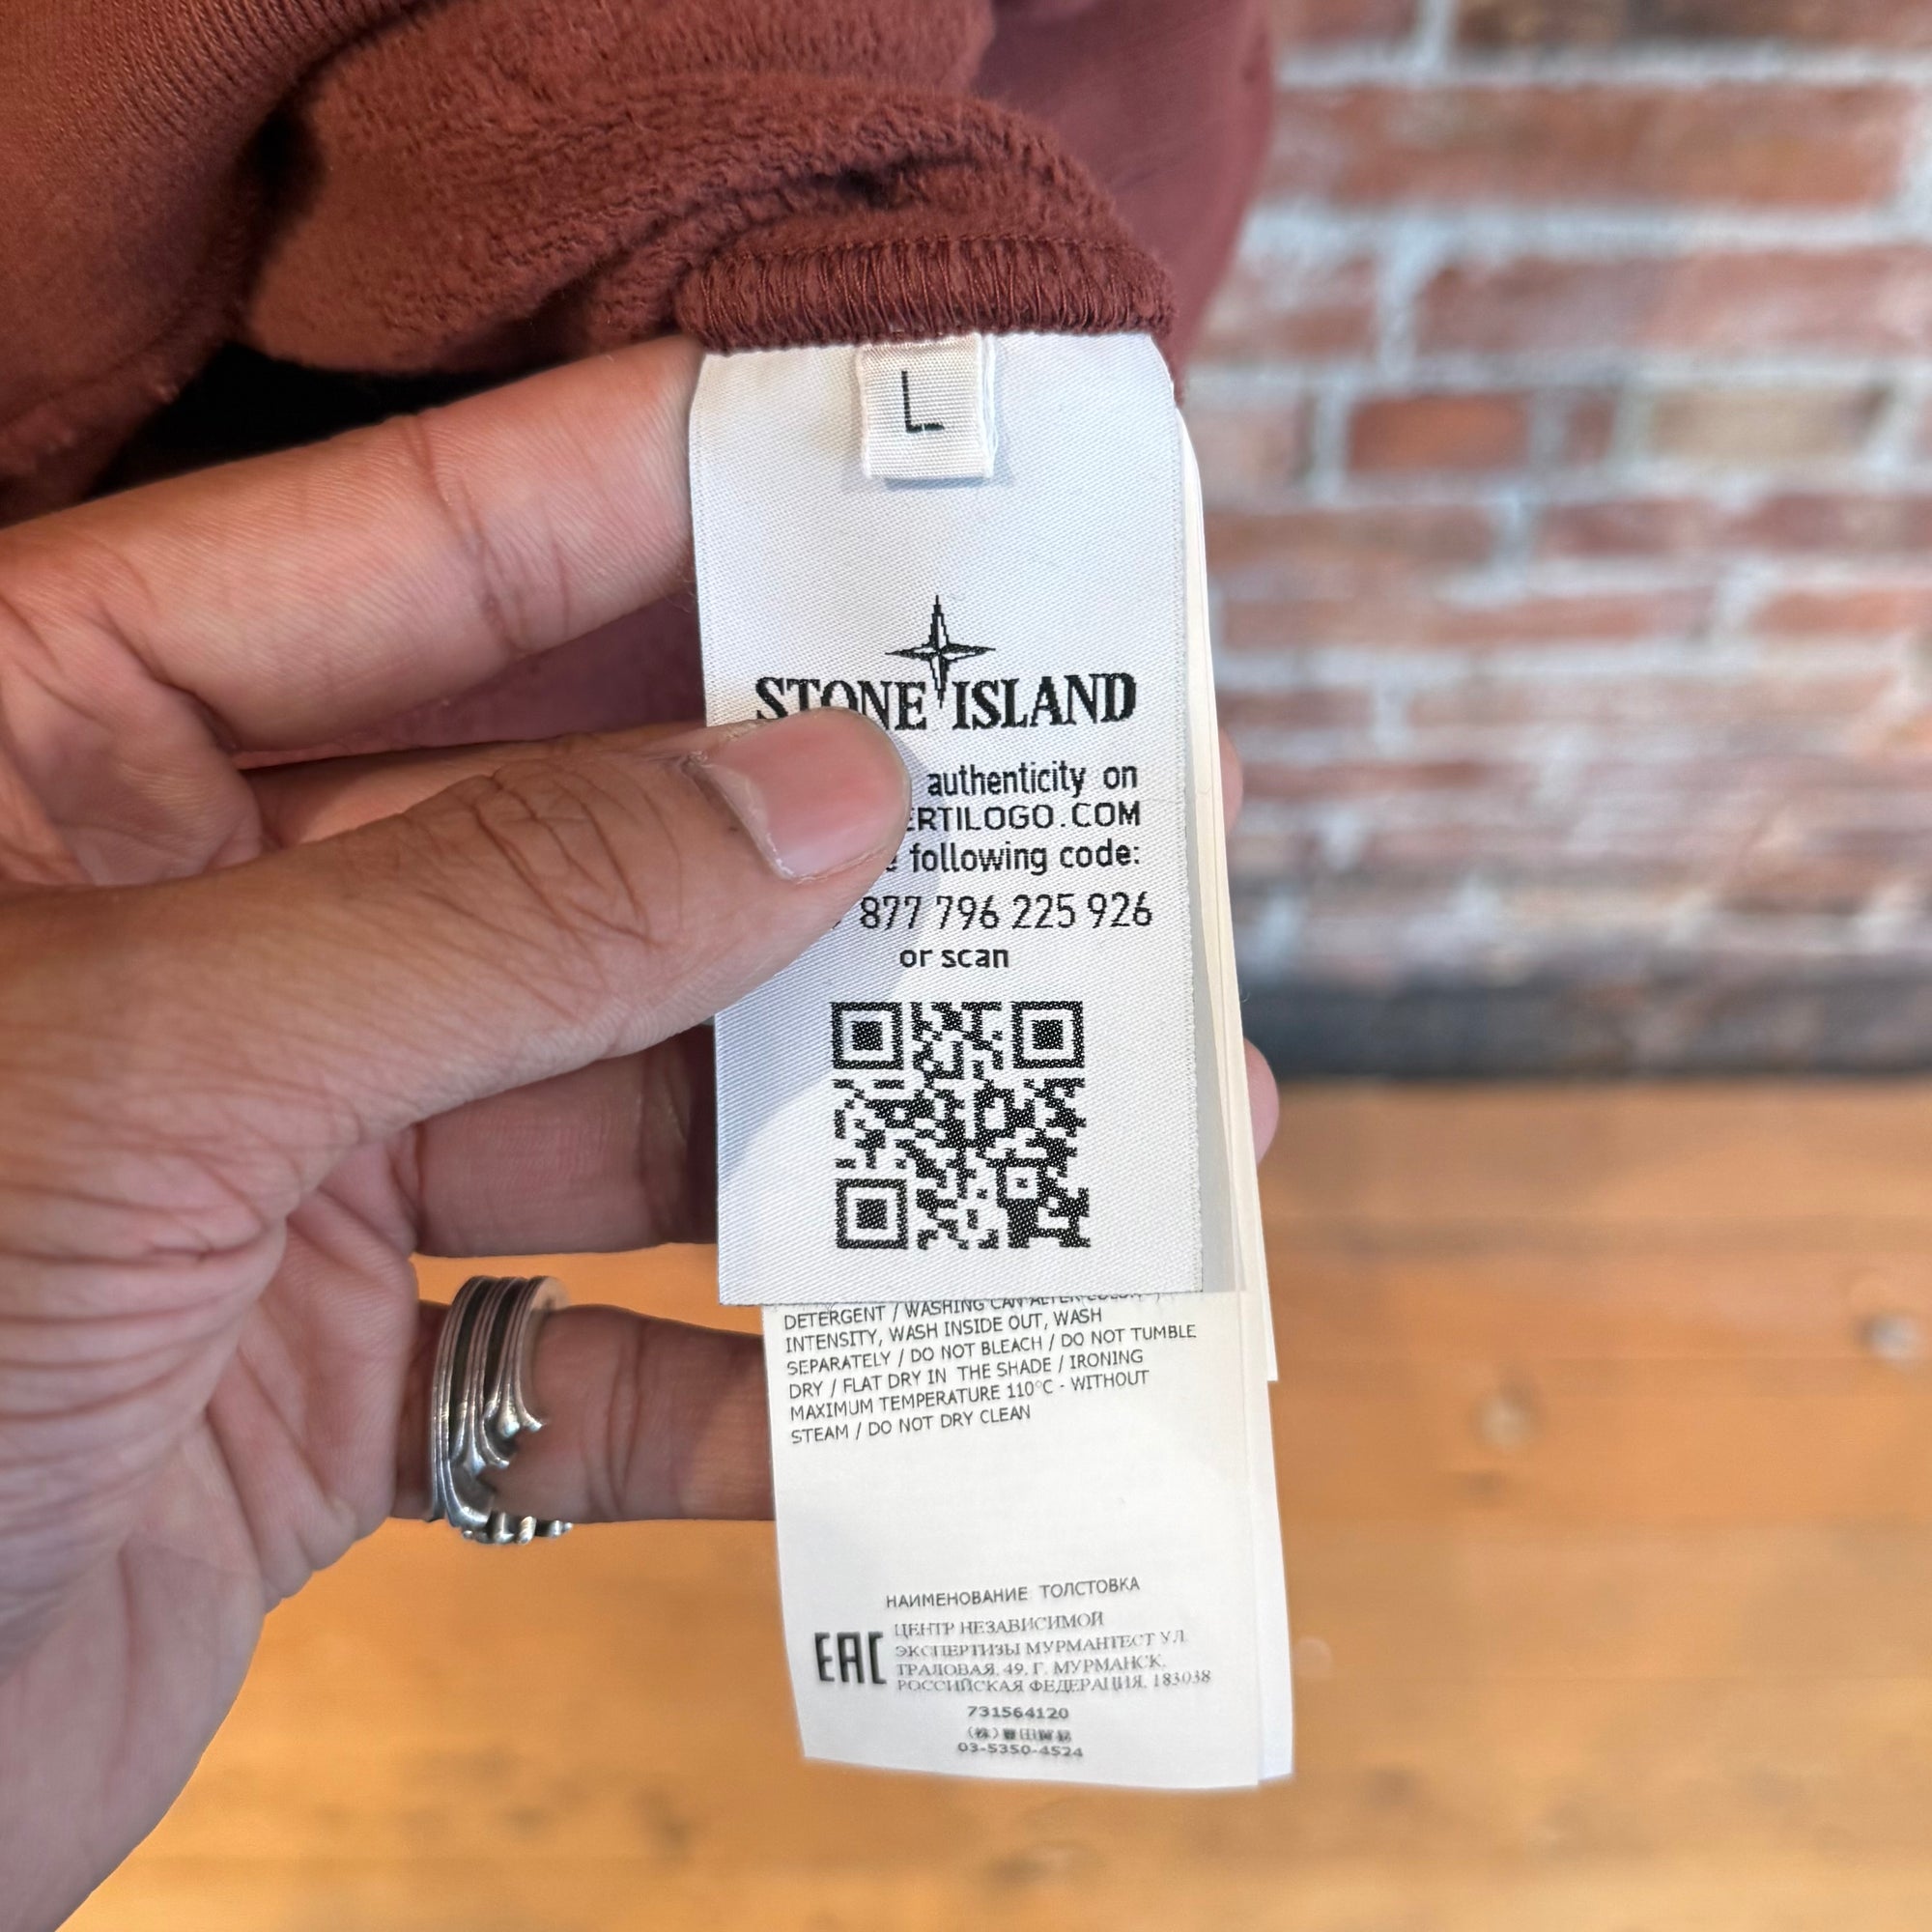 L
STONE ISLAND
authenticity on
ERTILOGO.COM
following code:
877 796 225 926
or scan
DETERGENT / WASHING CAN ALTER COLOR
INTENSITY, WASH INSIDE OUT, WASH
SEPARATELY / DO NOT BLEACH / DO NOT TUMBLE
DRY / FLAT DRY IN THE SHADE / IRONING
MAXIMUM TEMPERATURE 110°C - WITHOUT
STEAM / DO NOT DRY CLEAN
НАИМЕНОВАНИЕ ТОЛСТОВКА
EAC
ЦЕНТР НЕЗАВИСИМОЙ
ЭКСПЕРТИЗЫ МУРМАНТЕСТ УЛ.
ТРАЛОВАЯ, 49, Г. МУРМАНСК,
РОССИЙСКАЯ ФЕДЕРАЦИЯ, 183038
731564120
03-5350-4524